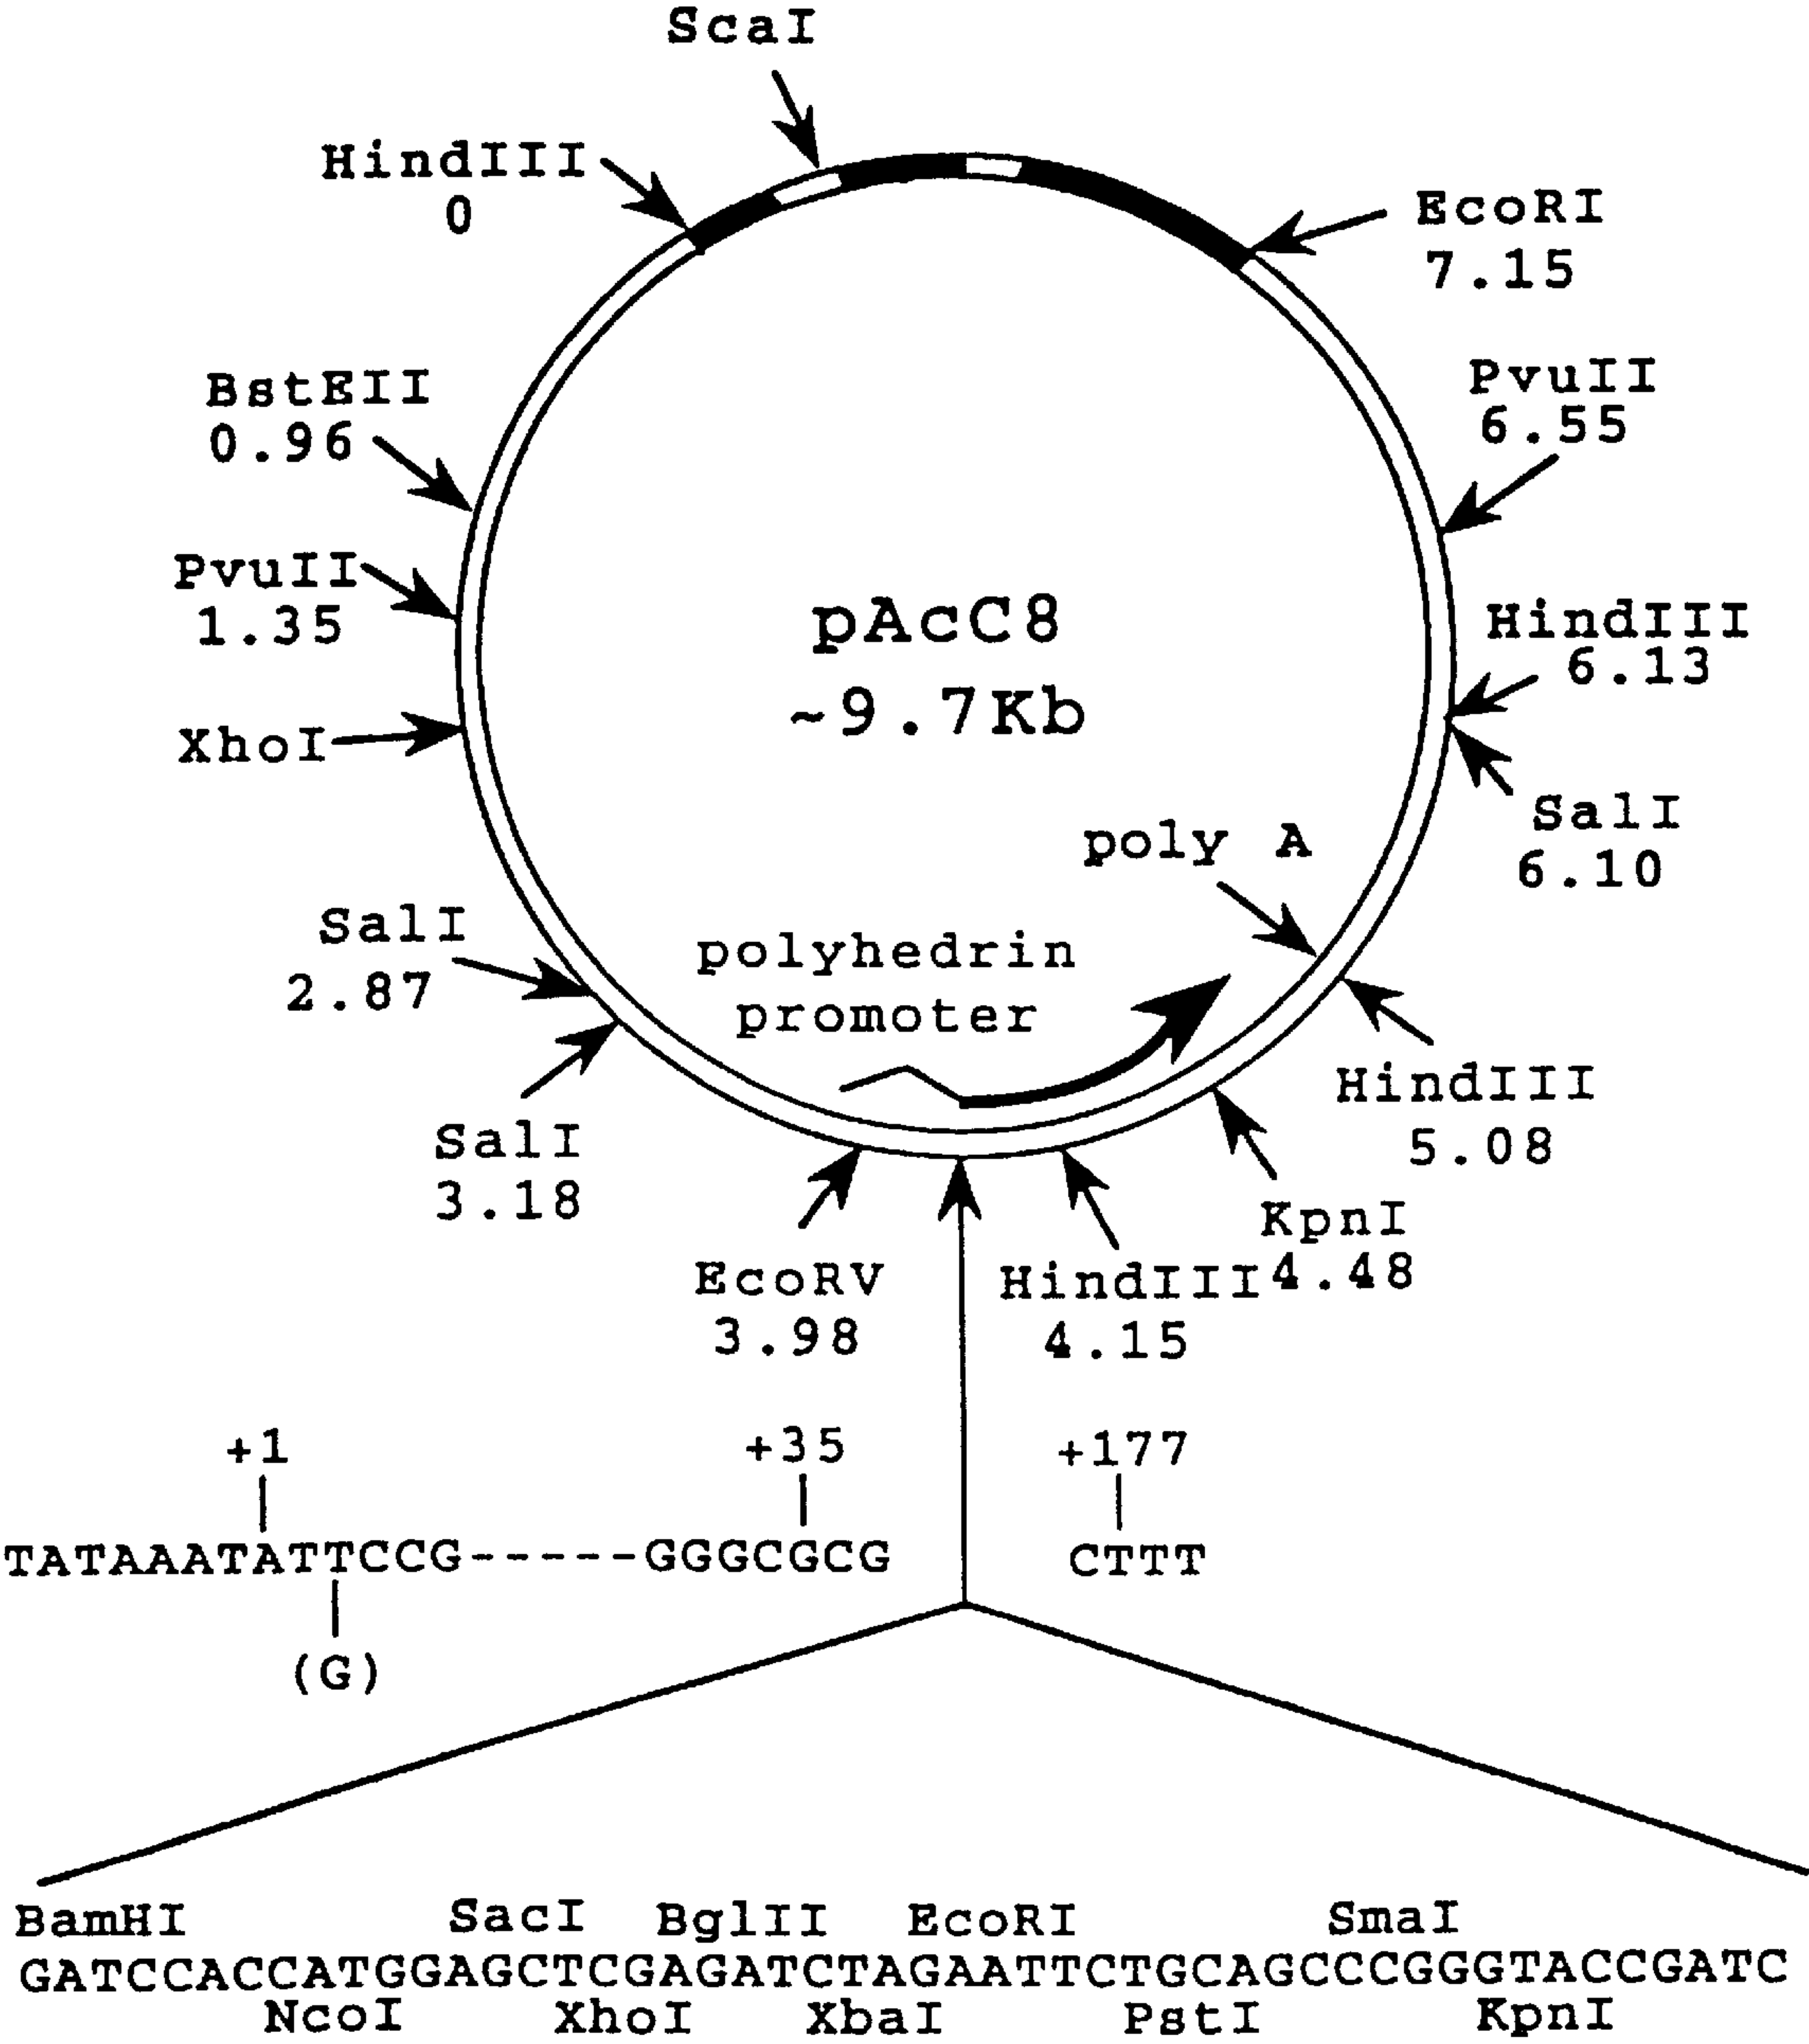 ScaI
HindIII
0
EcoRI
7.15
BstEII
0.96
PvuII
6.55
PvuII
1.35
pAcC8
~9.7Kb
HindIII
6.13
XhoI
SalI
6.10
poly A
SalI
2.87
polyhedrin
promoter
HindIII
5.08
SalI
3.18
KpnI
4.48
EcoRV
3.98
HindIII
4.15
+1
+35
+177
TATAAATATTCCG-----GGGCGCG
CTTT
(G)
BamHI SacI BglII EcoRI SmaI
GATCCACCATGGAGCTCGAGATCTAGAATTCTGCAGCCCGGGTACCGATC
NcoI XhoI XbaI PstI KpnI